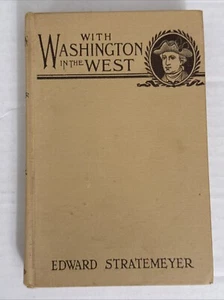 WITH
WASHINGTON
IN THE
WEST
EDWARD STRATEMEYER